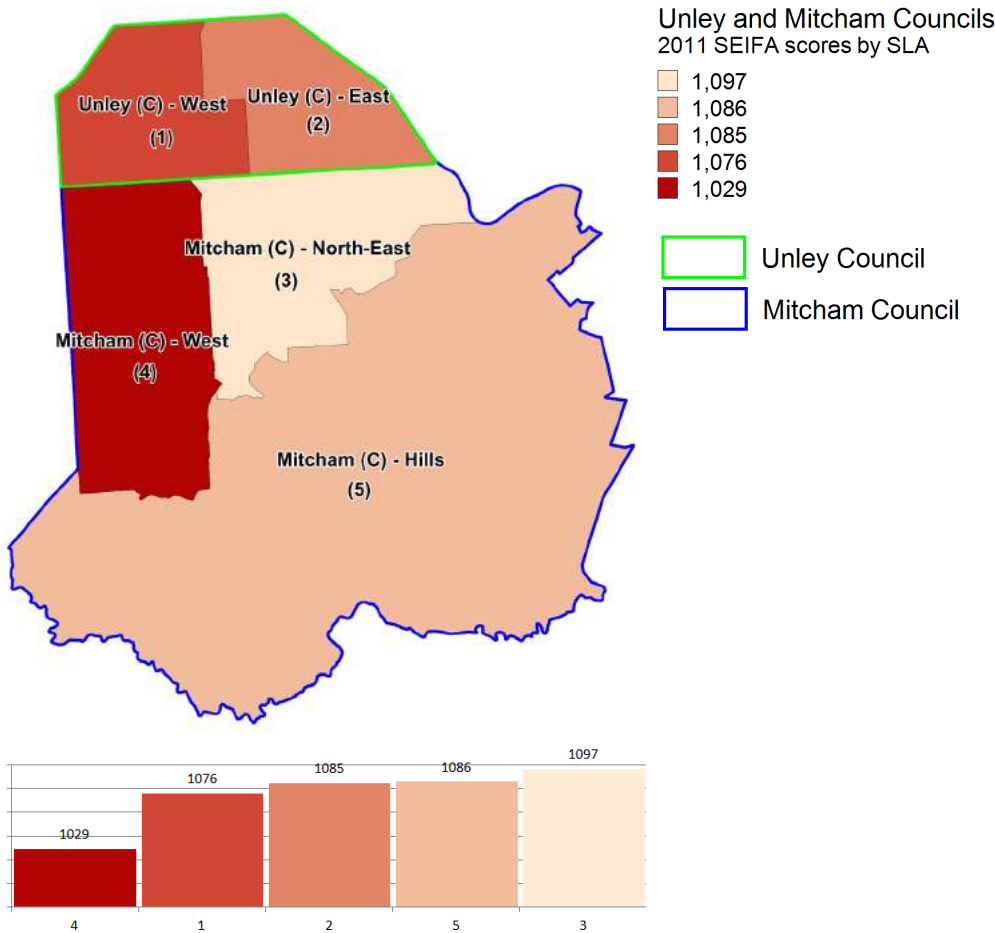 Unley and Mitcham Councils
2011 SEIFA scores by SLA
1,097
1,086
1,085
1,076
1,029
Unley Council
Mitcham Council
Unley (C) - West
(1)
Unley (C) - East
(2)
Mitcham (C) - North-East
(3)
Mitcham (C) - West
(4)
Mitcham (C) - Hills
(5)
1029
1076
1085
1086
1097
4
1
2
5
3